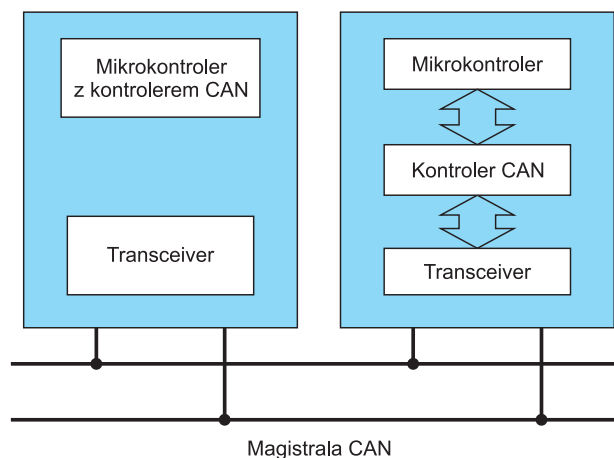 Mikrokontroler
z kontrolerem CAN
Transceiver
Mikrokontroler
Kontroler CAN
Transceiver
Magistrala CAN